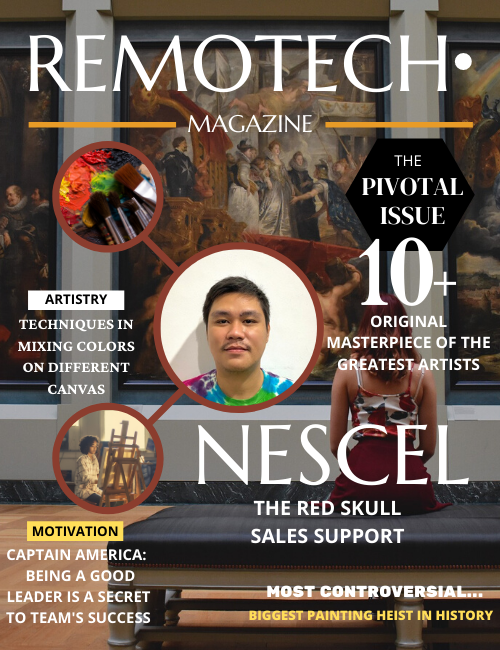 REMOTECH•
MAGAZINE
THE
PIVOTAL
ISSUE
10+
ORIGINAL
MASTERPIECE OF THE
GREATEST ARTISTS
ARTISTRY
TECHNIQUES IN
MIXING COLORS
ON DIFFERENT
CANVAS
NESCEL
THE RED SKULL
SALES SUPPORT
MOTIVATION
CAPTAIN AMERICA:
BEING A GOOD
LEADER IS A SECRET
TO TEAM'S SUCCESS
MOST CONTROVERSIAL...
BIGGEST PAINTING HEIST IN HISTORY